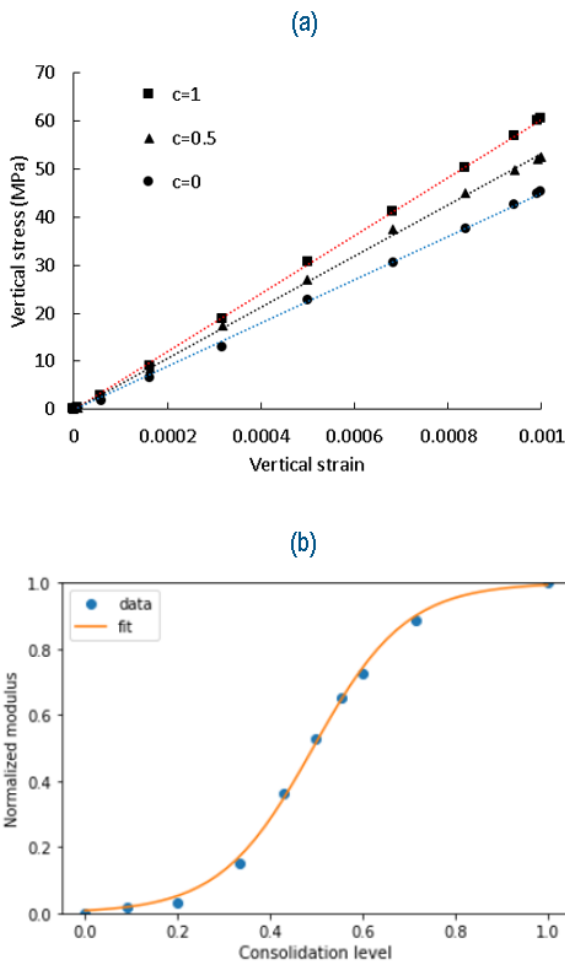 (a)
70
60
50
40
30
20
10
0
Vertical stress (MPa)
c=1
c=0.5
c=0
0 0.0002 0.0004 0.0006 0.0008 0.001
Vertical strain
(b)
1.0
0.8
0.6
0.4
0.2
0.0
Normalized modulus
data
fit
0.0 0.2 0.4 0.6 0.8 1.0
Consolidation level